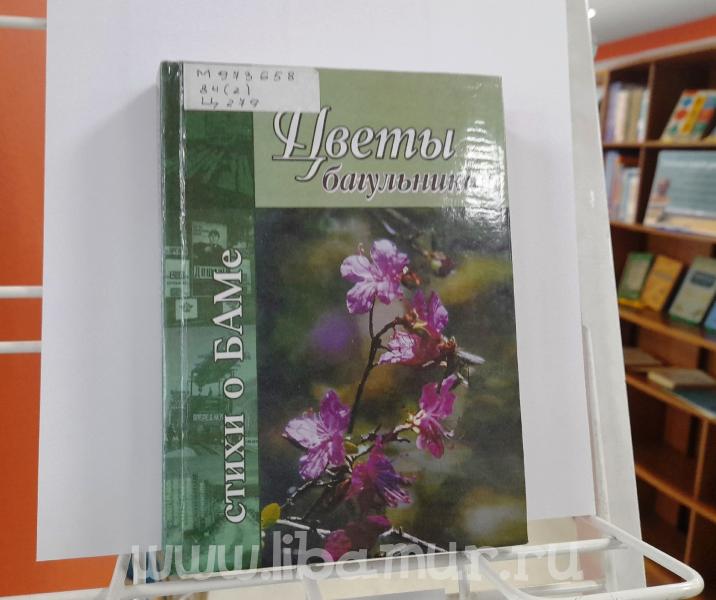 М 973658
84(2)
Ц 279
Цветы
багульника
стихи о БАМе
www.libamur.ru